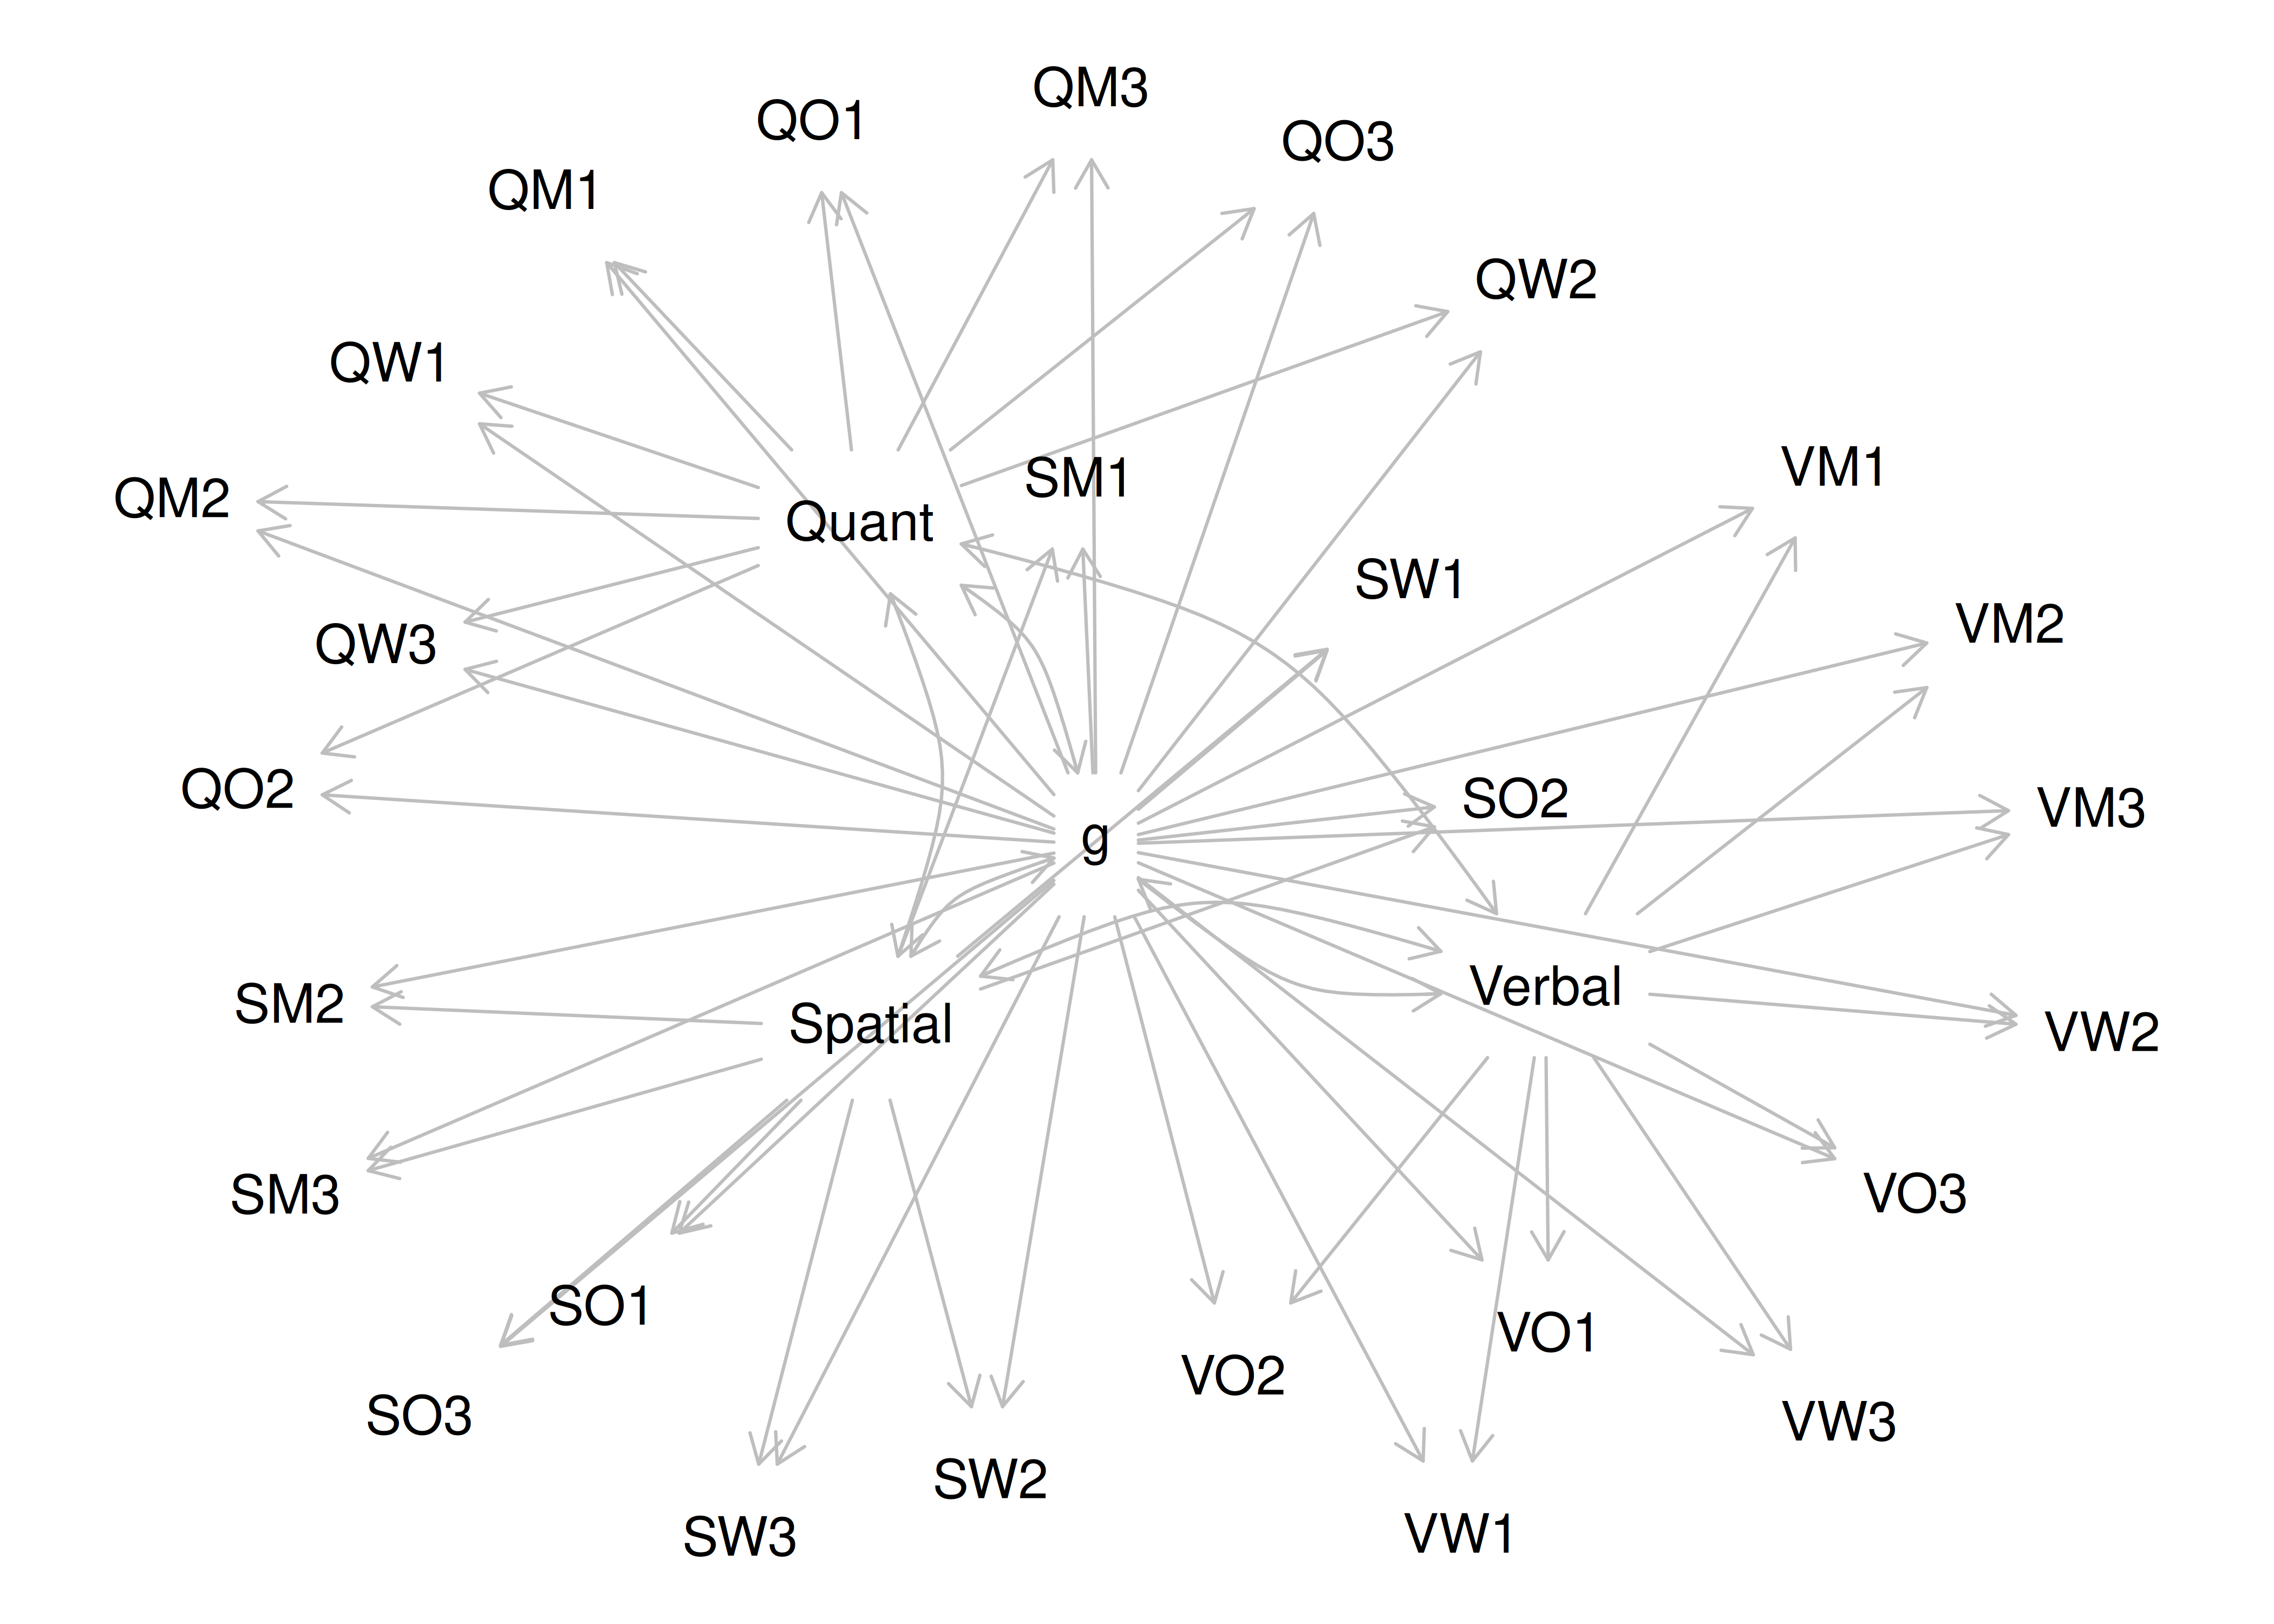 QM3
QO1
QO3
QM1
QW2
QW1
SM1
VM1
QM2
Quant
SW1
VM2
QW3
QO2
SO2
VM3
g
Verbal
SM2
Spatial
VW2
SM3
VO3
SO1
VO1
VO2
SO3
VW3
SW2
SW3
VW1